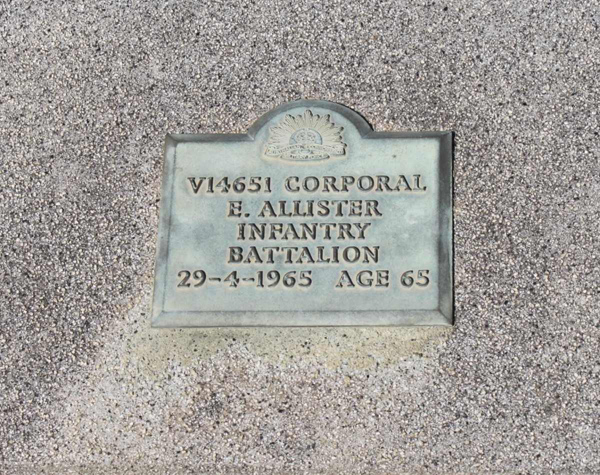 V14651 CORPORAL
E. ALLISTER
INFANTRY
BATTALION
29-4-1965 AGE 65